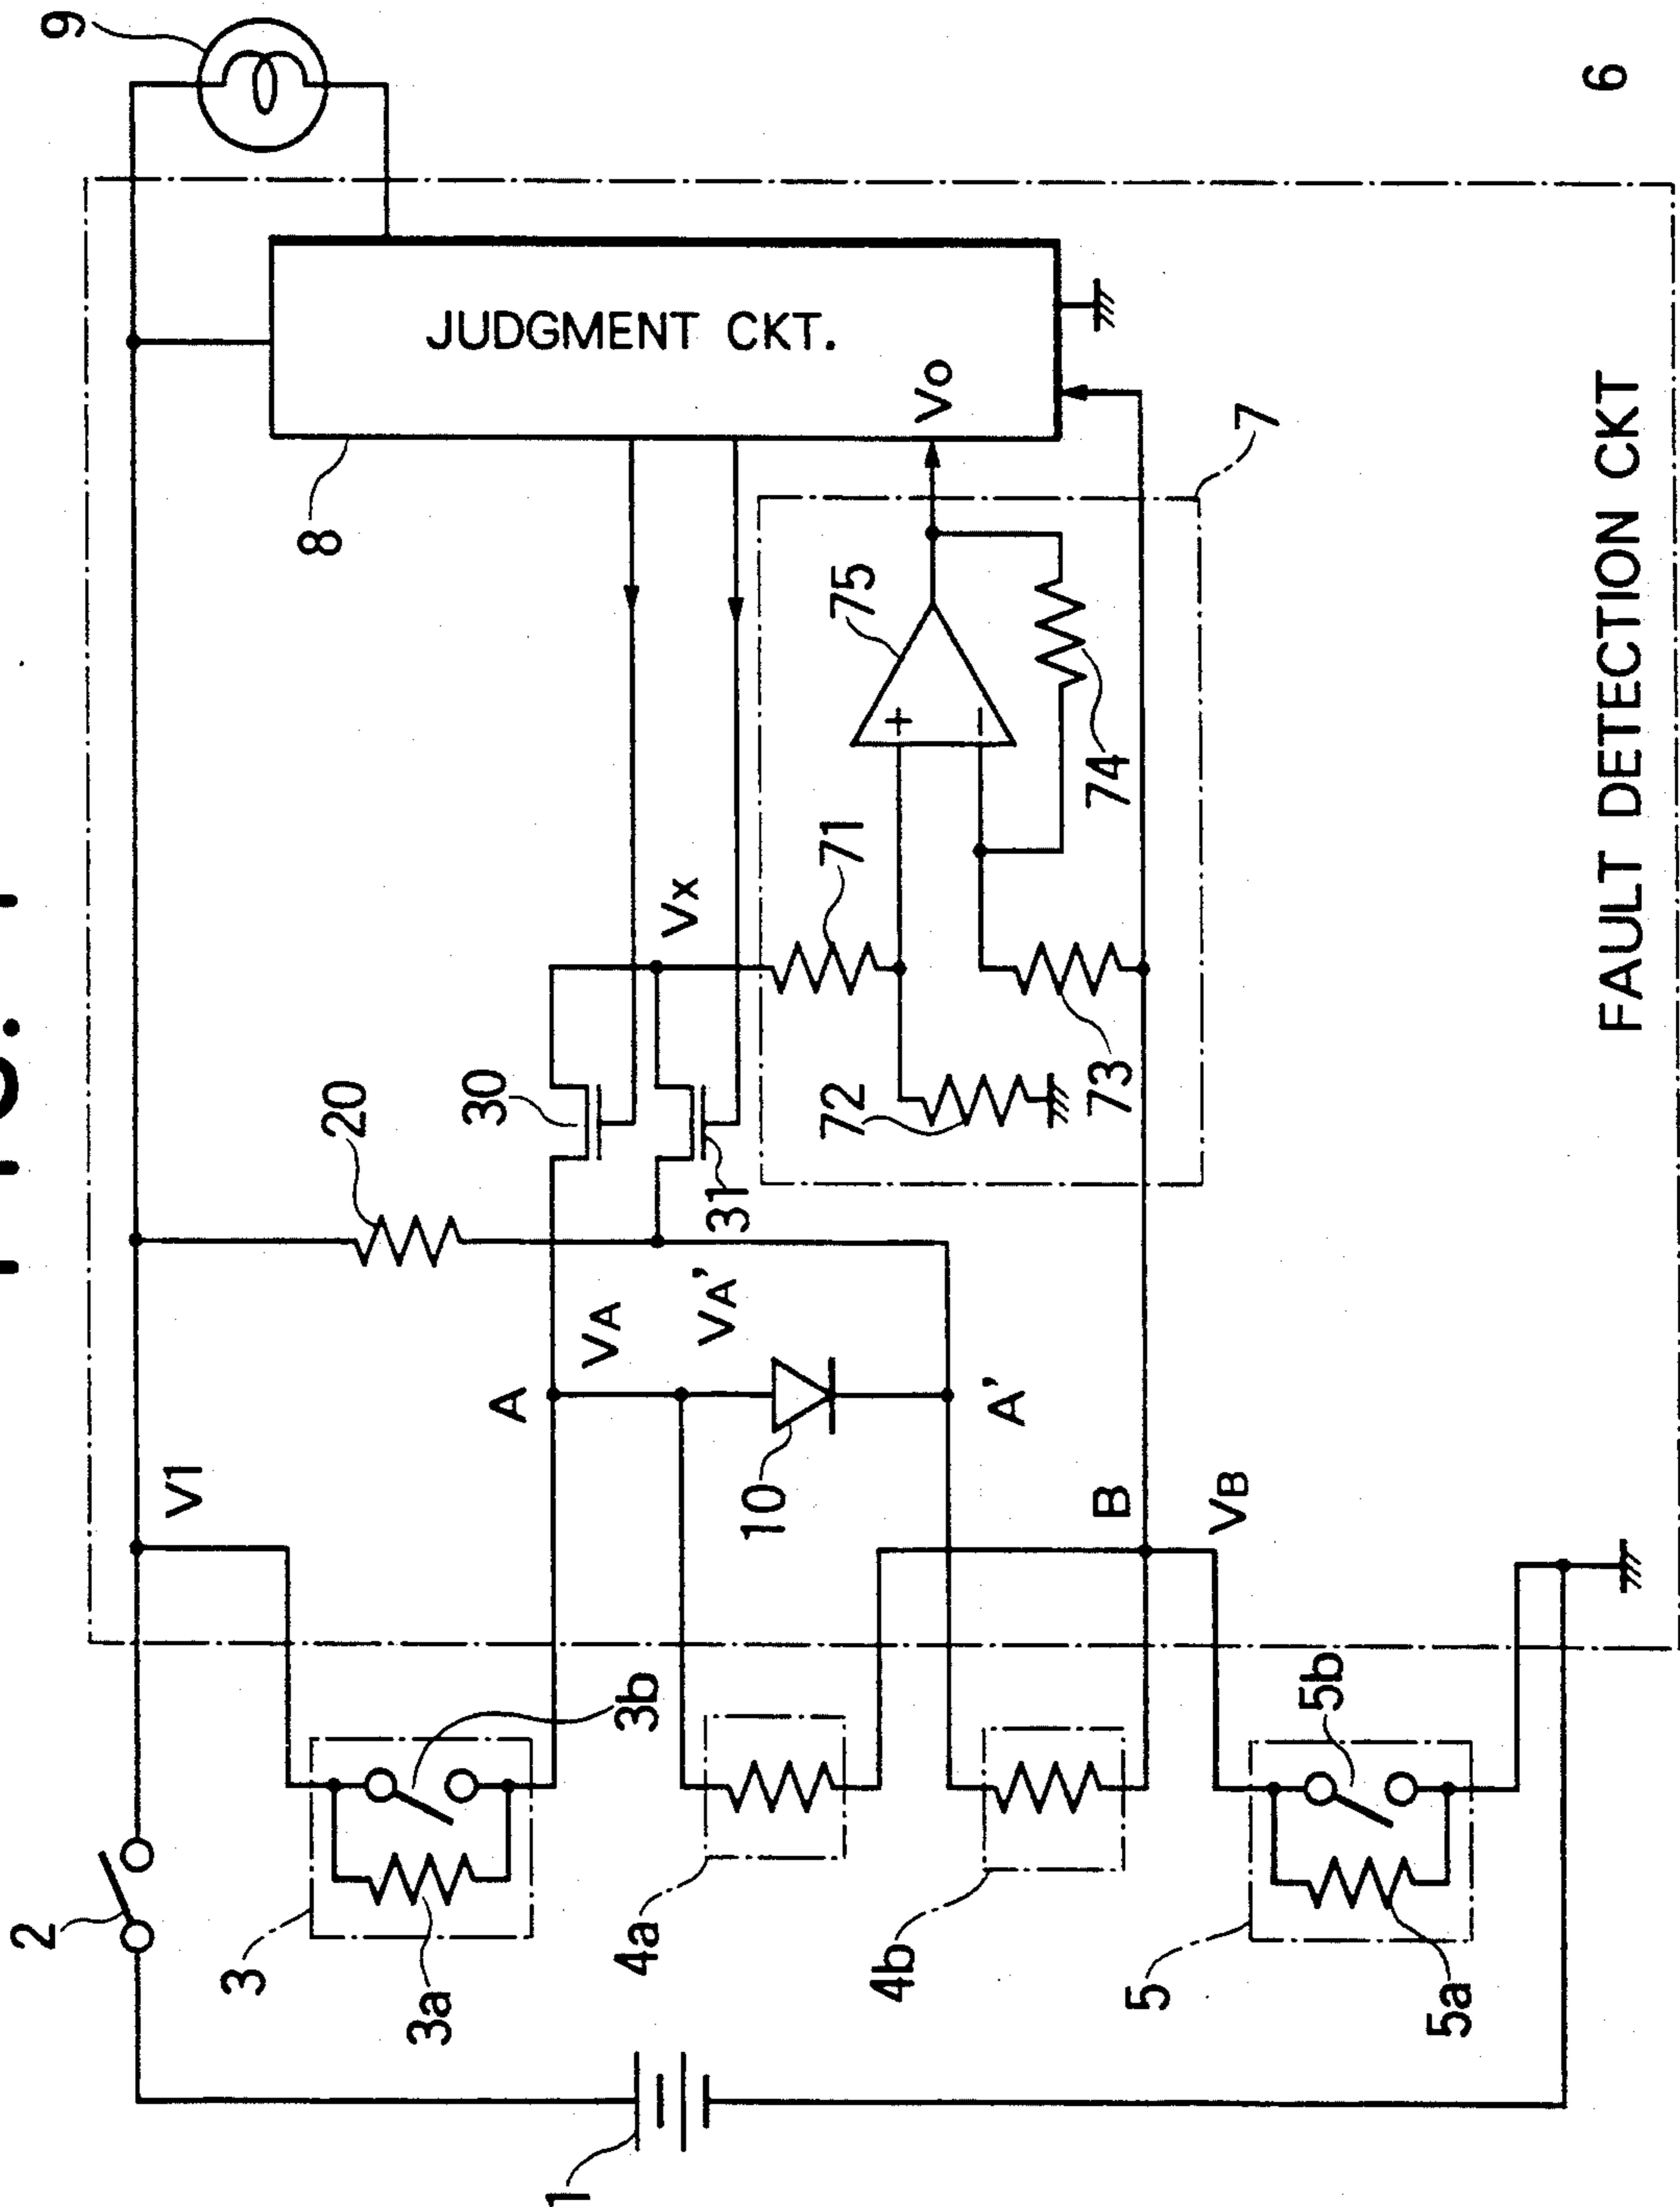 FIG. 1
9
2
V1
20
3
3a
3b
A
VA
VA'
30
31
VX
8
JUDGMENT CKT.
1
4a
10
4b
A'
B
VB
71
72
73
74
75
Vo
7
5
5a
5b
FAULT DETECTION CKT
6